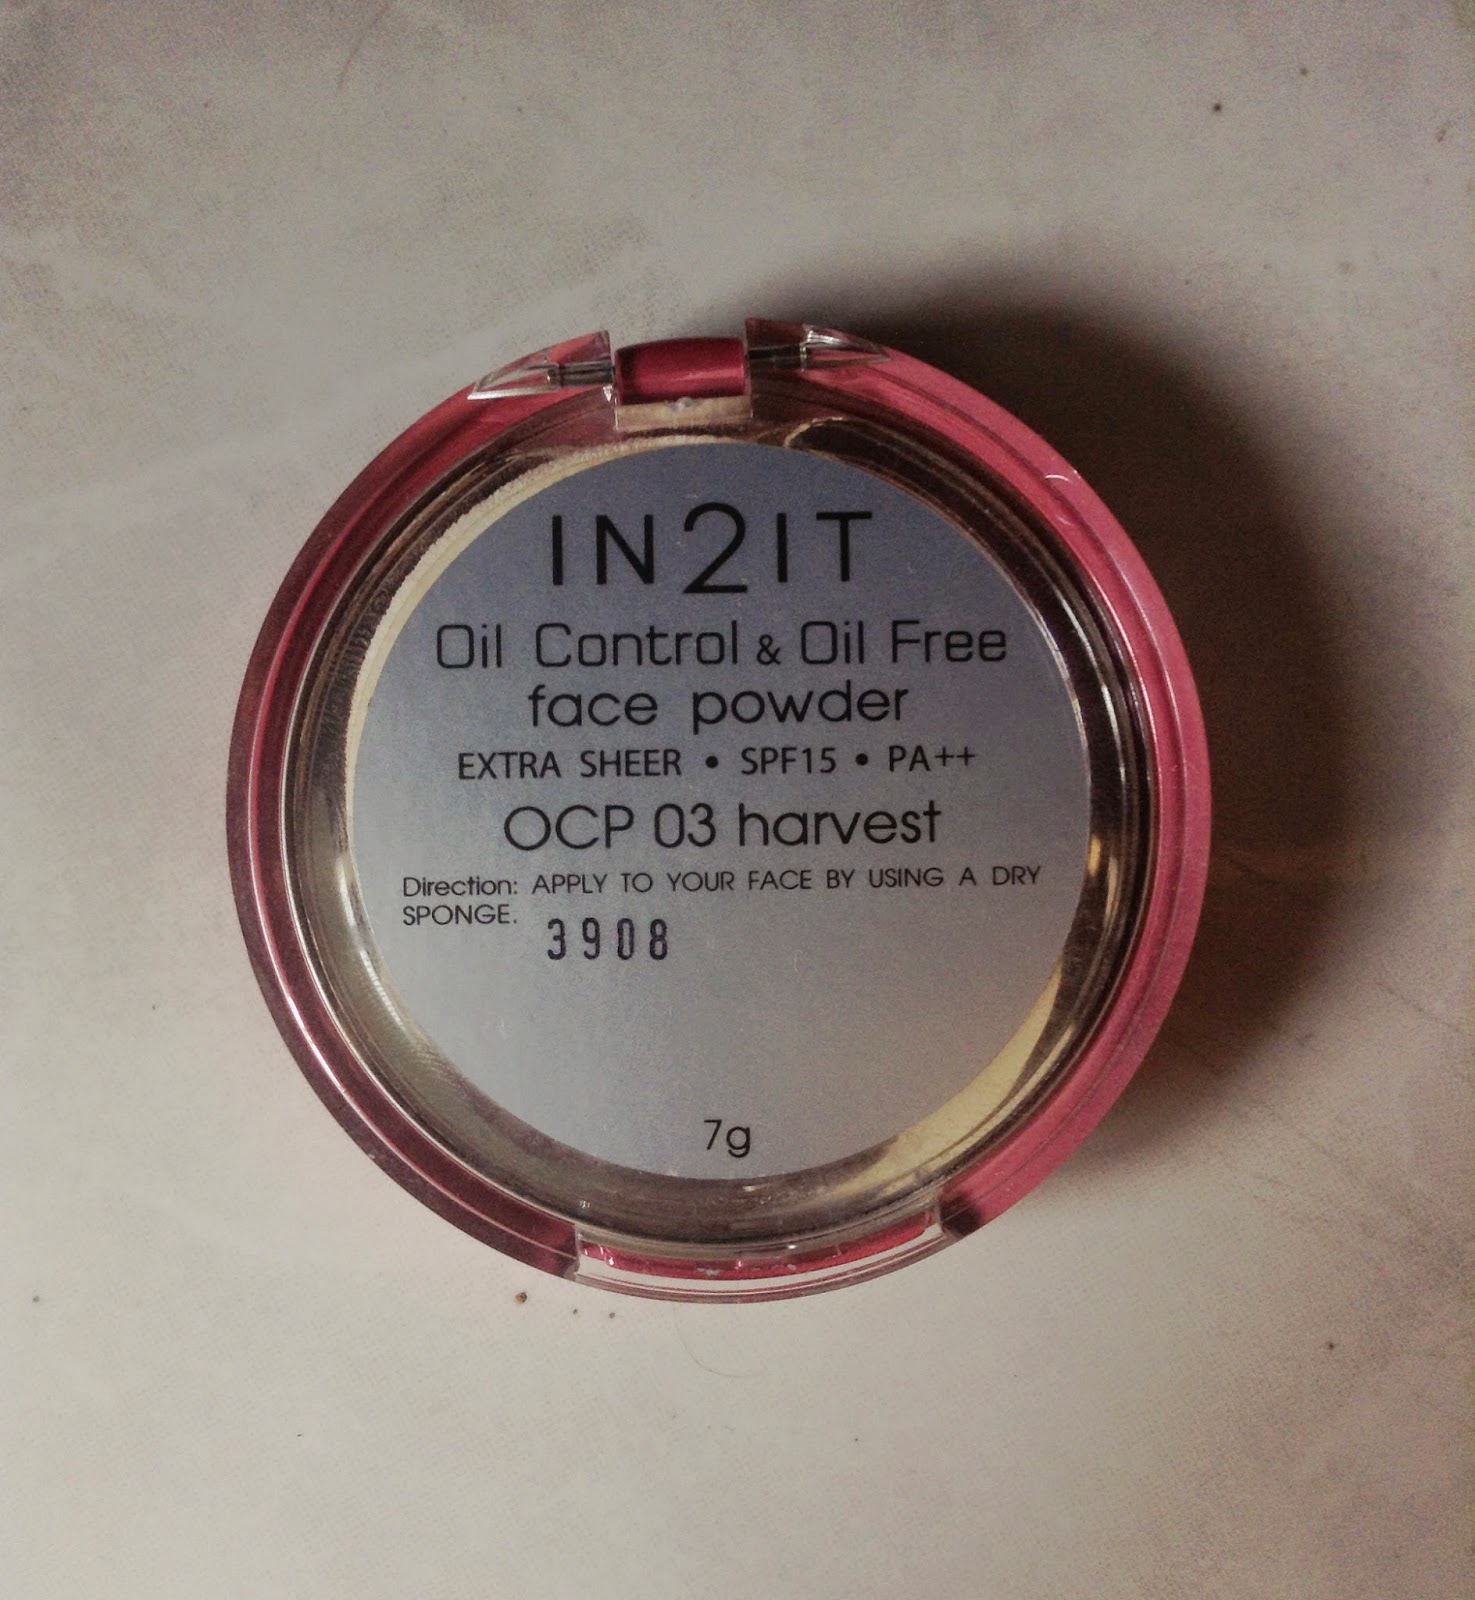 IN2IT
Oil Control & Oil Free
face powder
EXTRA SHEER • SPF15 • PA++
OCP 03 harvest
Direction: APPLY TO YOUR FACE BY USING A DRY
SPONGE.
3908
7g